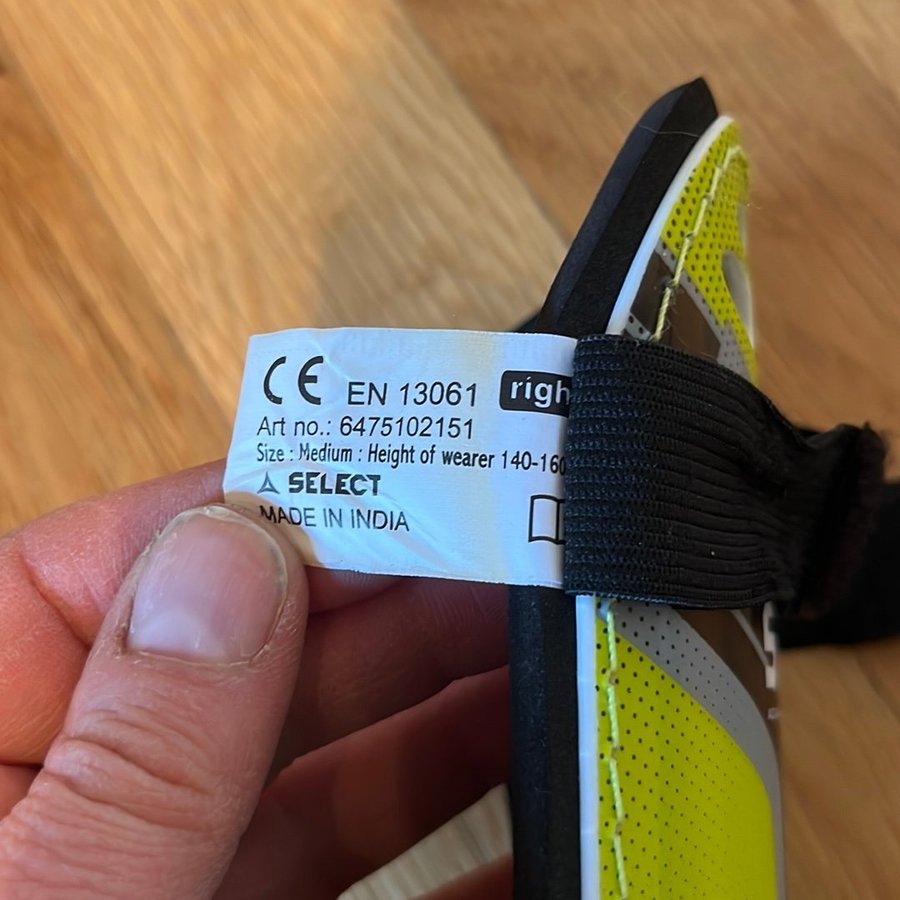 CE EN 13061 righ
Art no.: 6475102151
Size : Medium : Height of wearer 140-160
SELECT
MADE IN INDIA